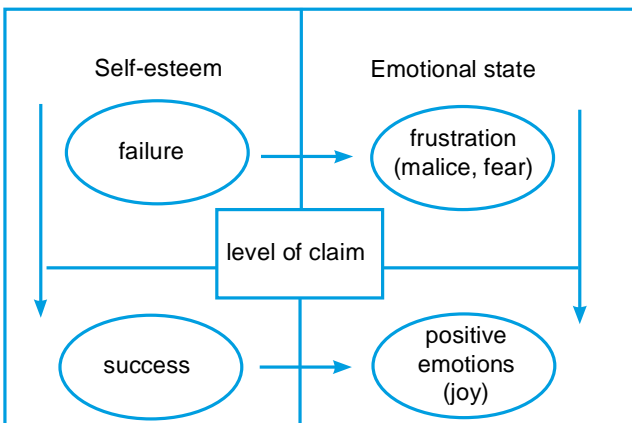 Self-esteem
Emotional state
failure
frustration
(malice, fear)
level of claim
success
positive
emotions
(joy)